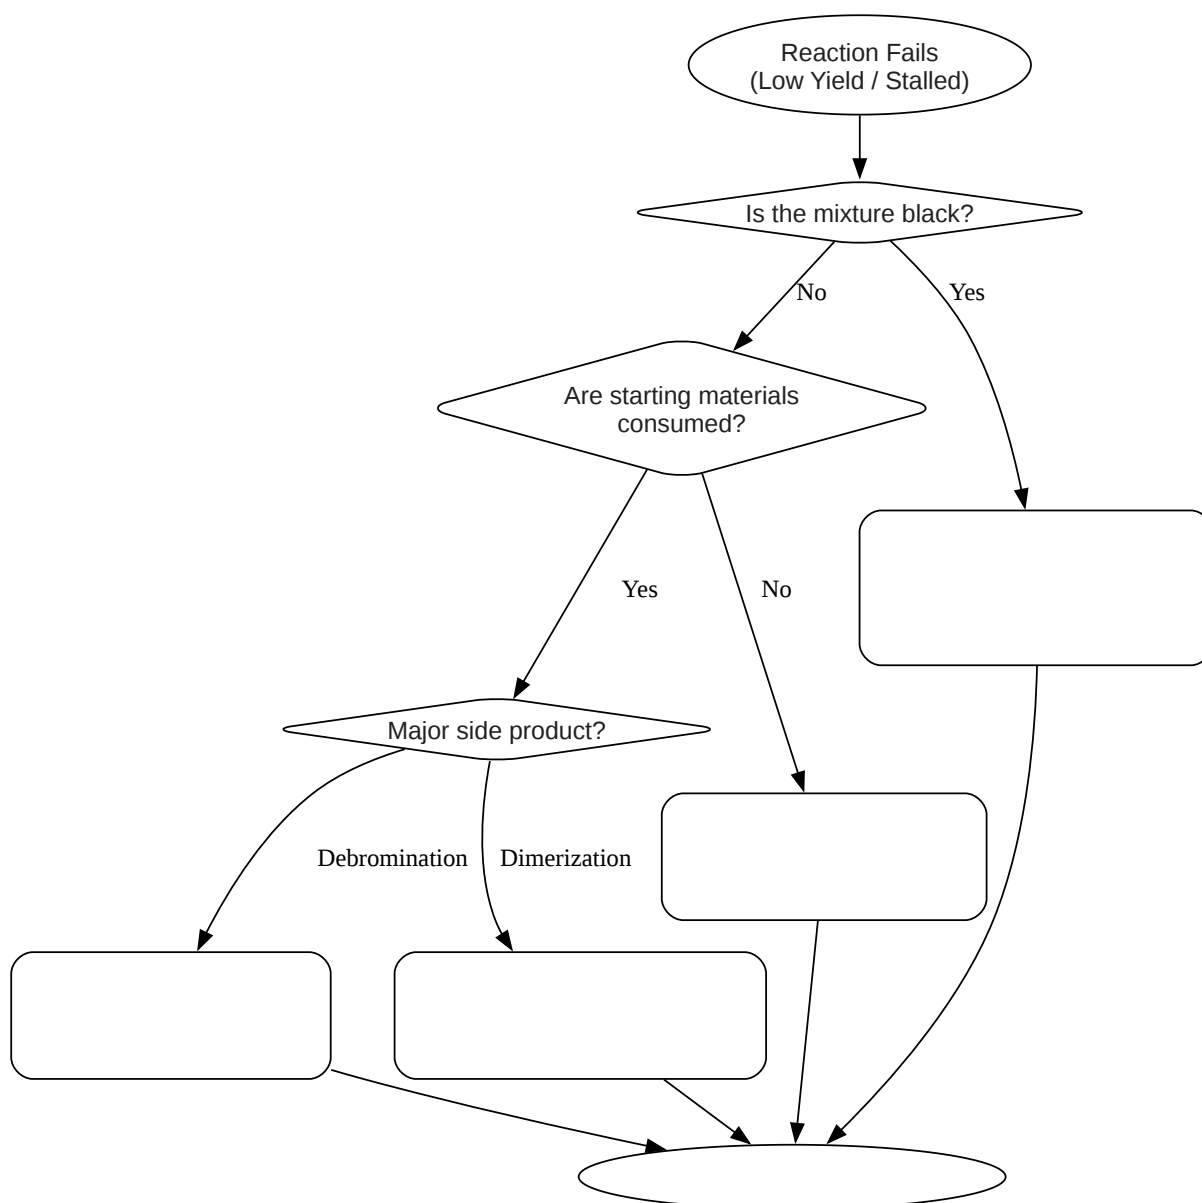 Reaction Fails
(Low Yield / Stalled)
Is the mixture black?
No
Yes
Are starting materials
consumed?
Yes
No
Major side product?
Debromination
Dimerization